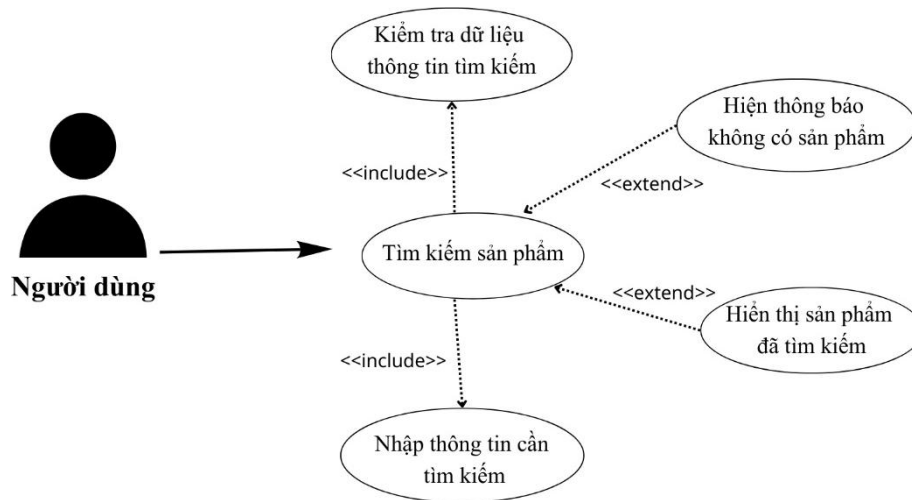 Kiểm tra dữ liệu
thông tin tìm kiếm
Hiện thông báo
không có sản phẩm
<<include>>
<<extend>>
Tìm kiếm sản phẩm
Người dùng
<<extend>>
Hiển thị sản phẩm
đã tìm kiếm
<<include>>
Nhập thông tin cần
tìm kiếm